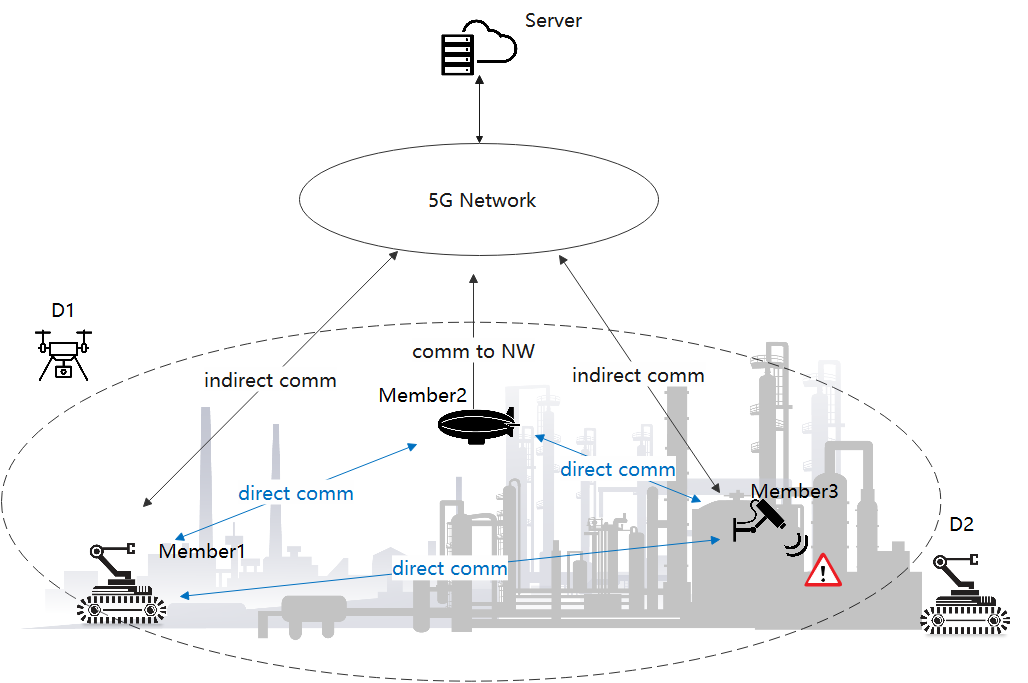 Server
5G Network
D1
comm to NW
indirect comm
indirect comm
Member2
direct comm
direct comm
Member3
D2
Member1
direct comm
!